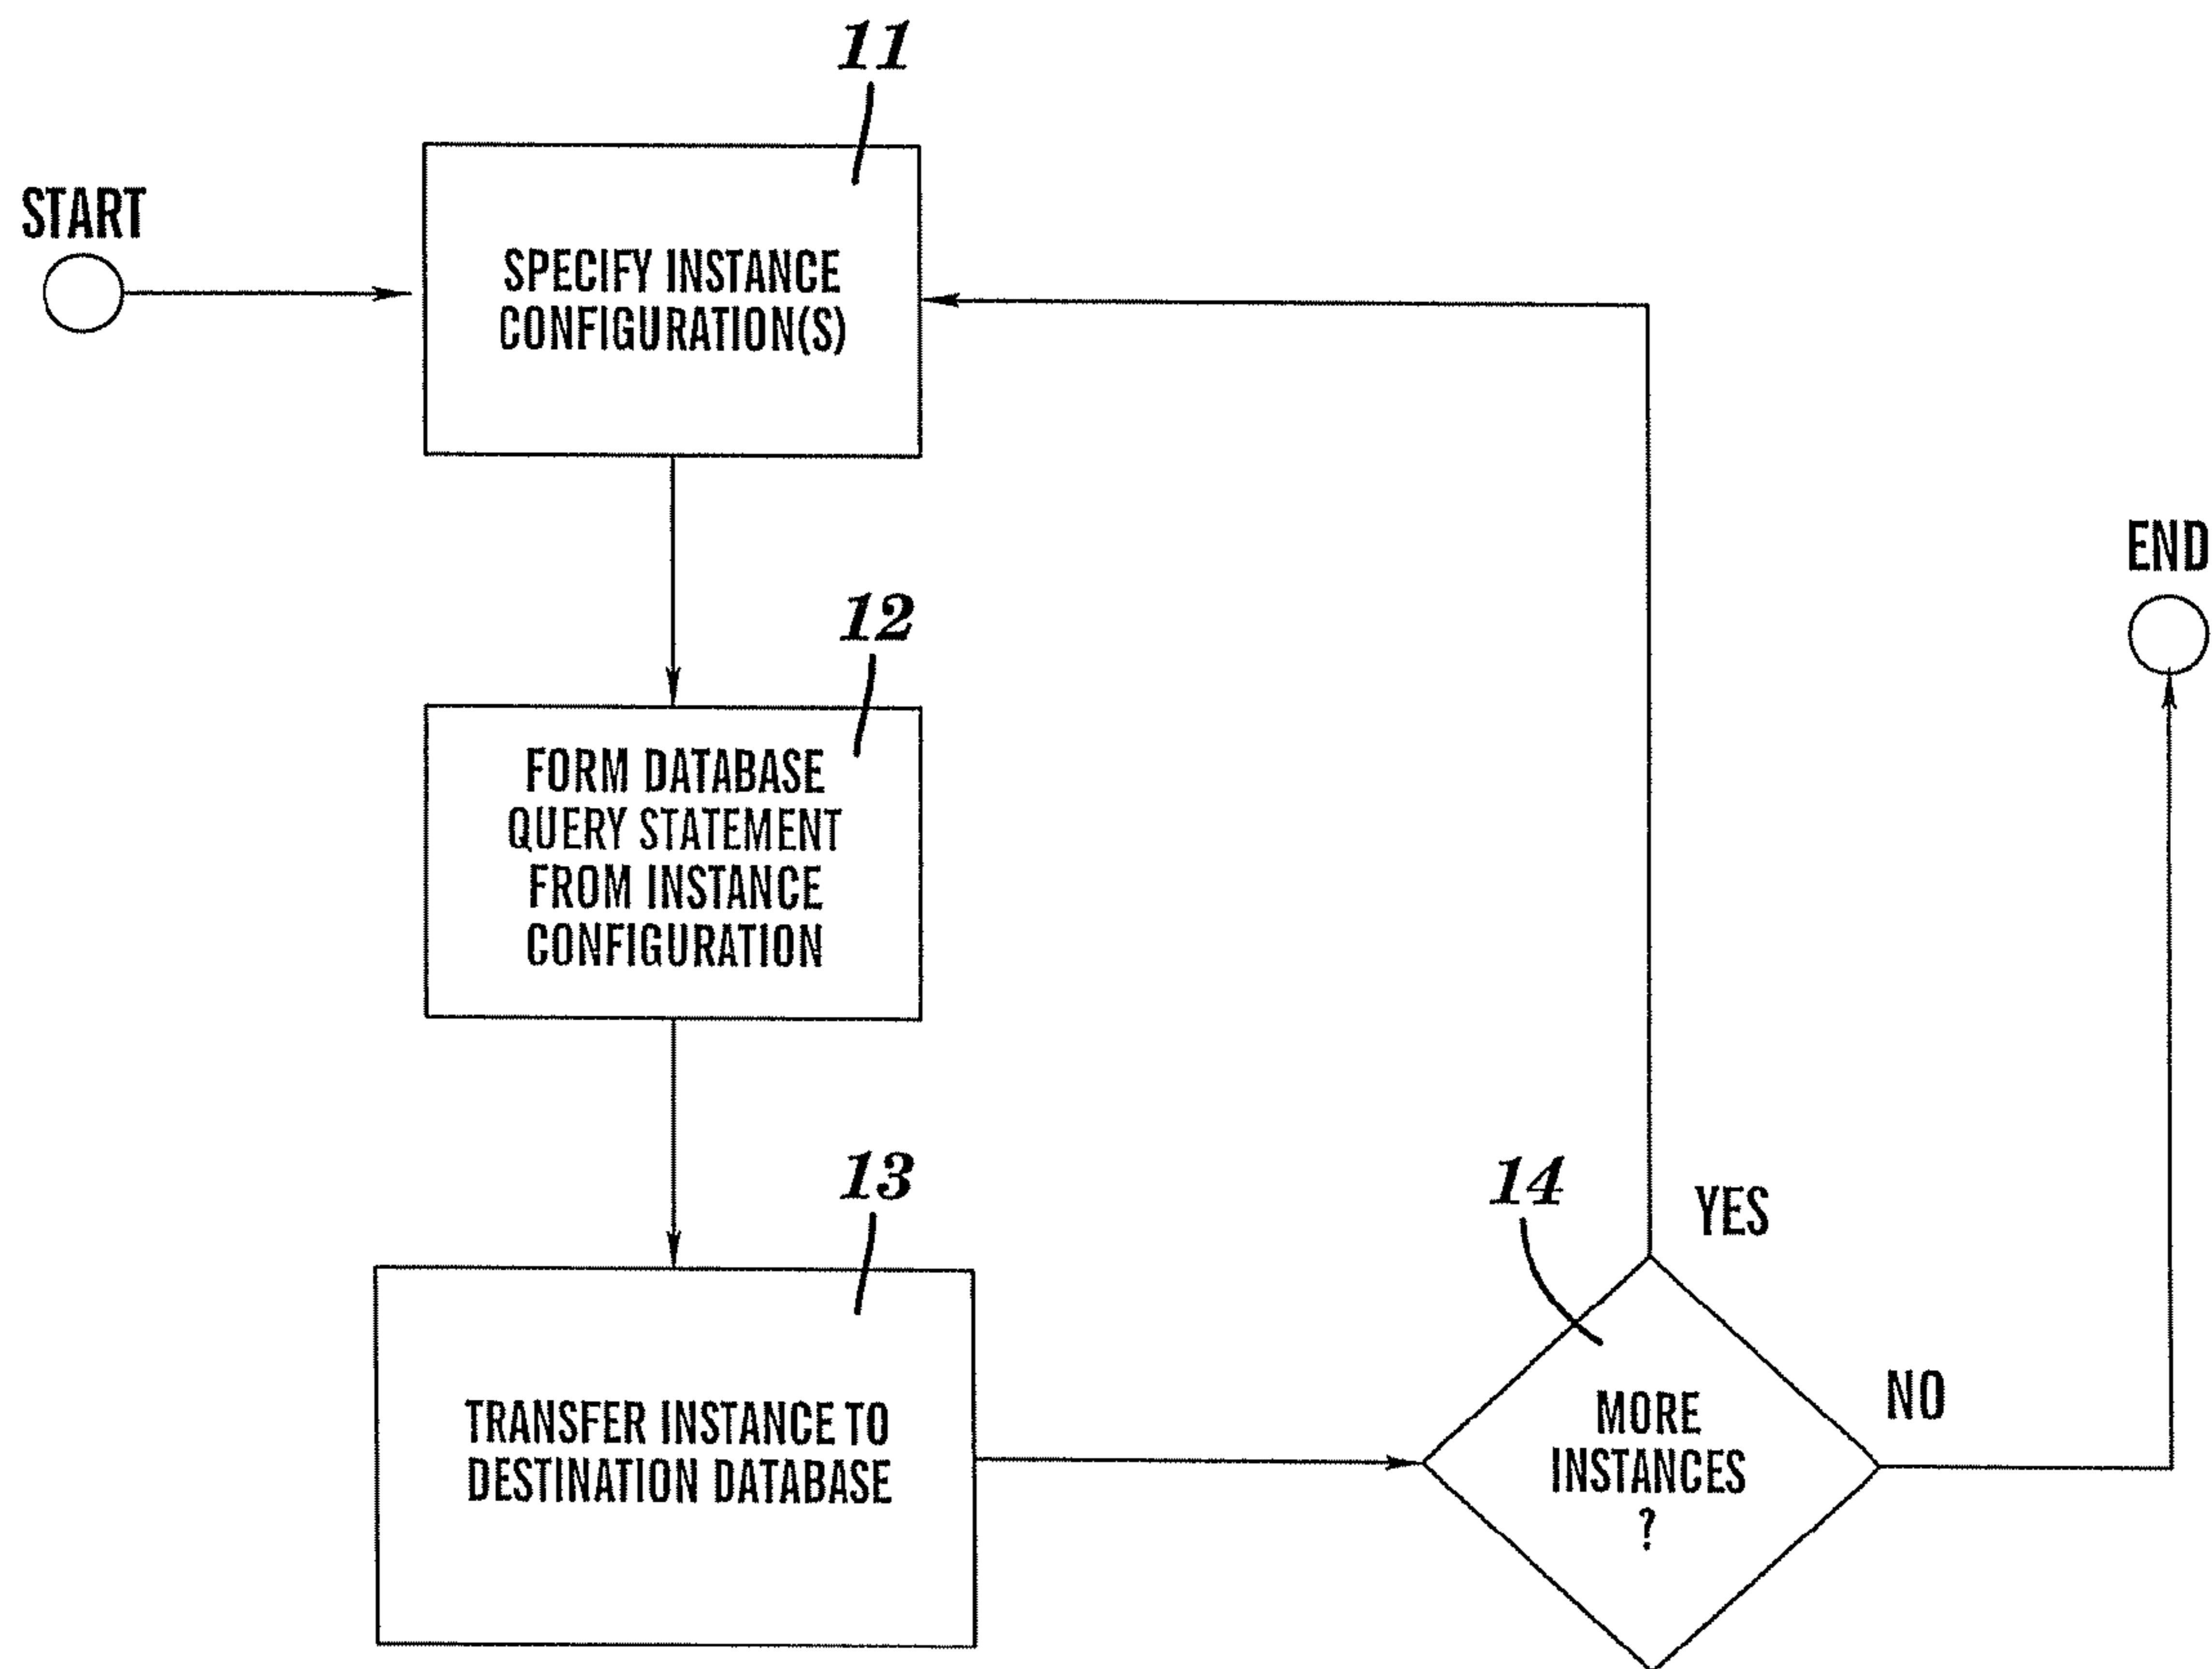 11
START
SPECIFY INSTANCE
CONFIGURATION(S)
END
12
FORM DATABASE
QUERY STATEMENT
FROM INSTANCE
CONFIGURATION
13
14
YES
NO
TRANSFER INSTANCE TO
DESTINATION DATABASE
MORE
INSTANCES
?